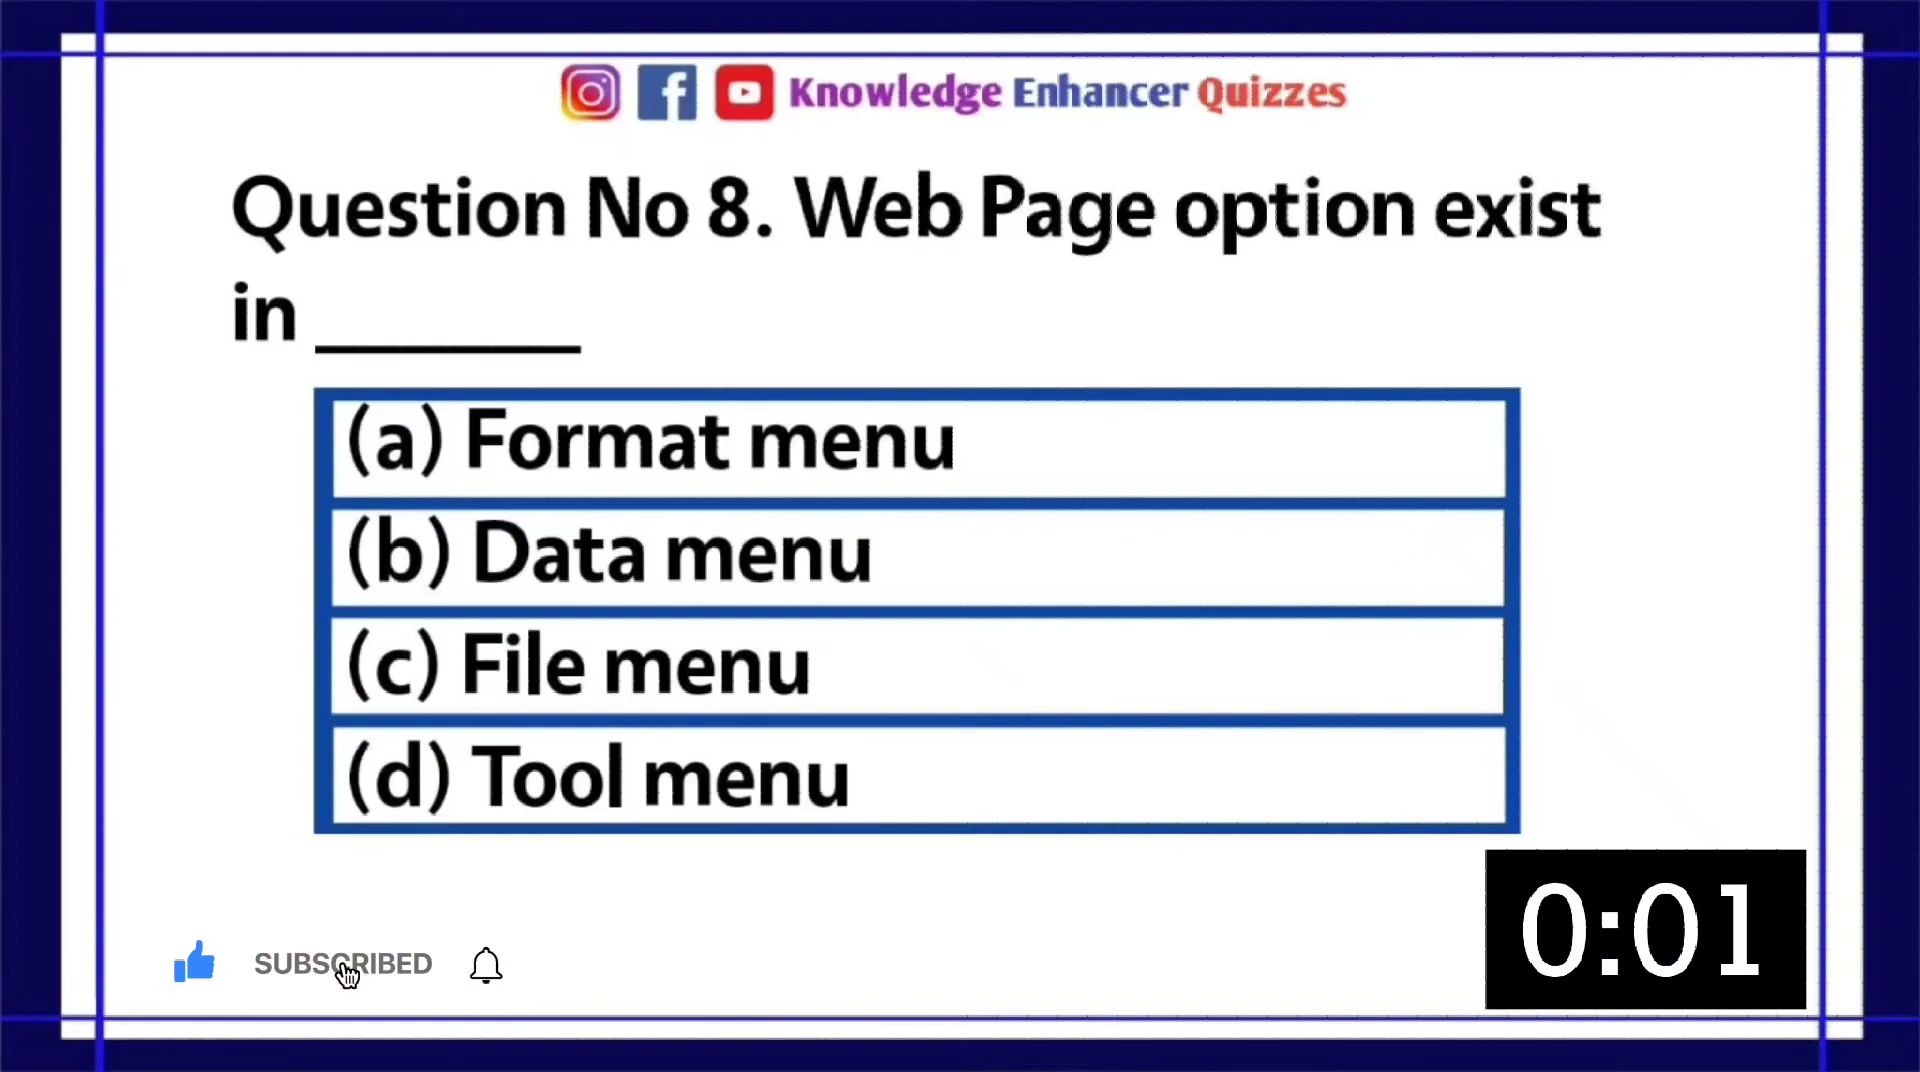 Knowledge Enhancer Quizzes
Question No 8. Web Page option exist
in ________
(a) Format menu
(b) Data menu
(c) File menu
(d) Tool menu
SUBSCRIBED
0:01